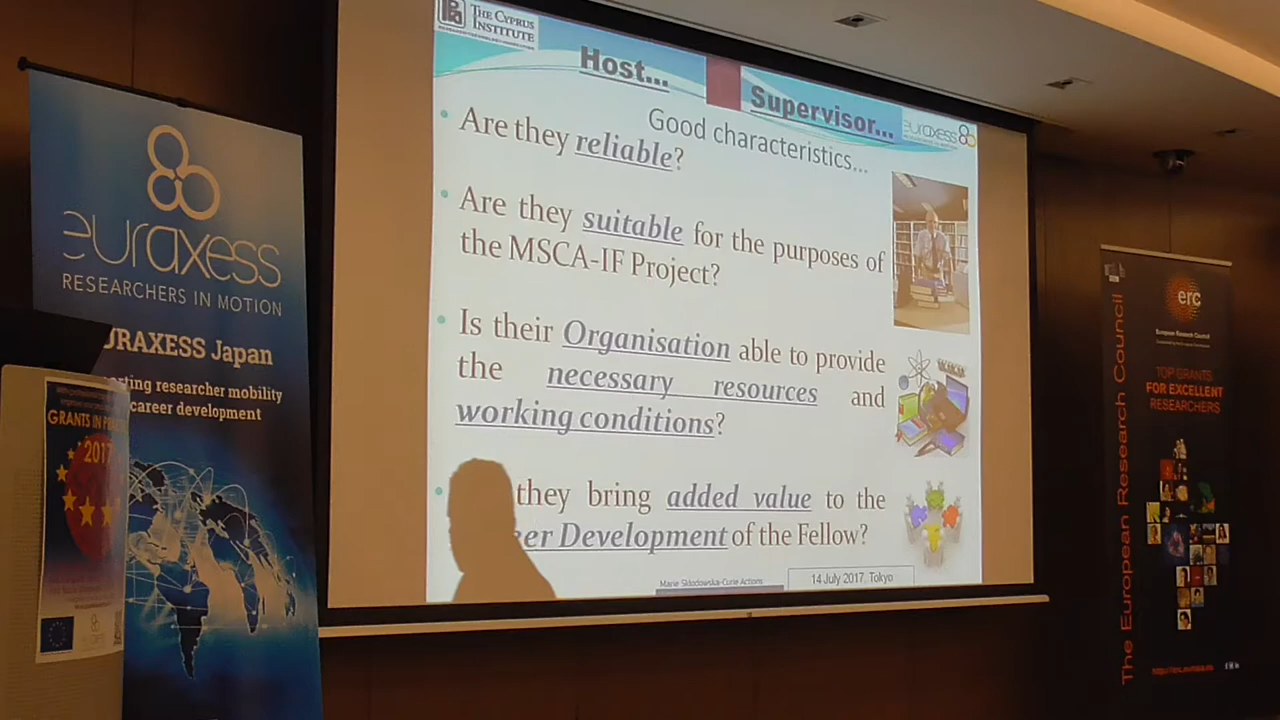 euraxess
RESEARCHERS IN MOTION
URAXESS Japan
rting researcher mobility
career development
GRANTS IN
2017
THE CYPRUS
INSTITUTE
Host...
Supervisor...
euraxess
Good characteristics...
• Are they reliable?
• Are they suitable for the purposes of
the MSCA-IF Project?
• Is their Organisation able to provide
the necessary resources and
working conditions?
• they bring added value to the
er Development of the Fellow?
Marie Skłodowska-Curie Actions
14 July 2017, Tokyo
The European Research Council
erc
European Research Council
TOP GRANTS
FOR EXCELLENT
RESEARCHERS